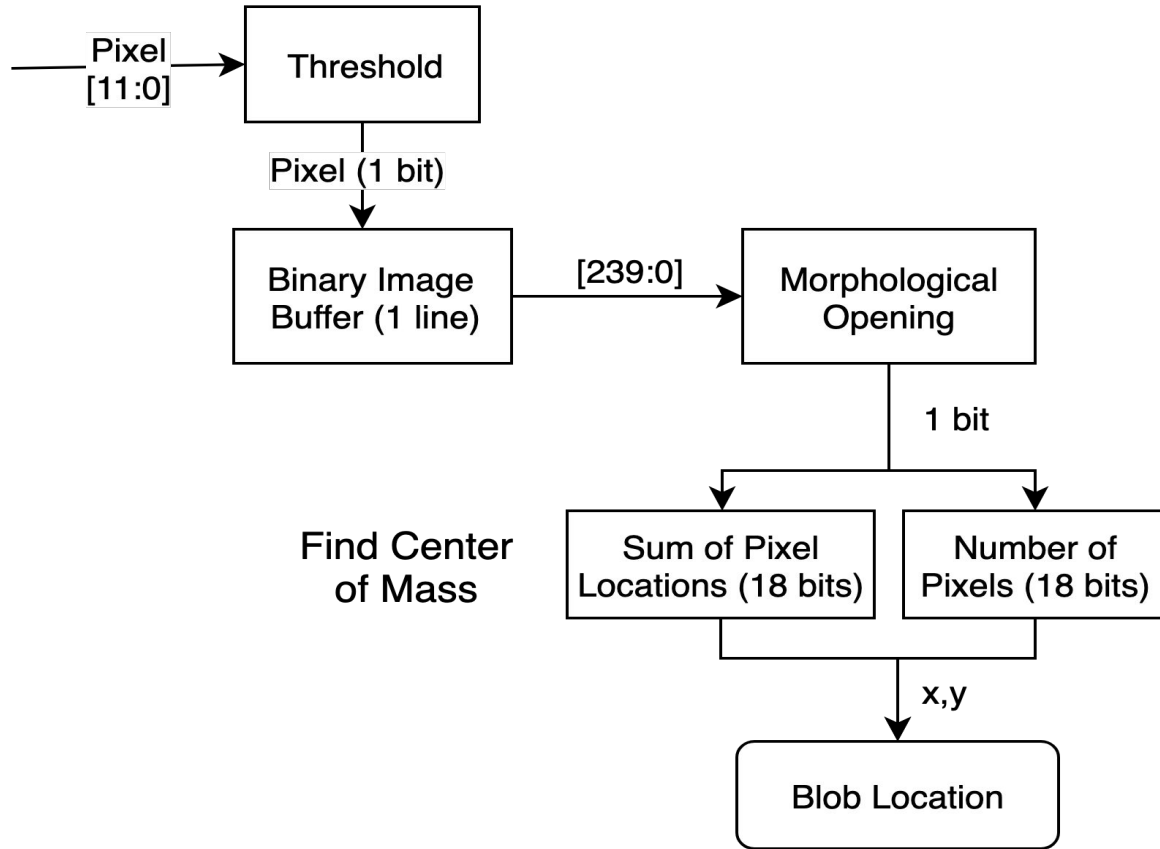 Pixel
[11:0]
Threshold
Pixel (1 bit)
Binary Image
Buffer (1 line)
[239:0]
Morphological
Opening
1 bit
Find Center
of Mass
Sum of Pixel
Locations (18 bits)
Number of
Pixels (18 bits)
x,y
Blob Location